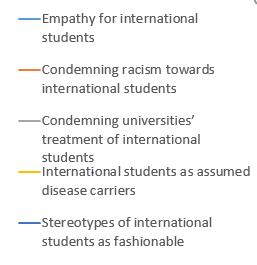 Empathy for international
students
Condemning racism towards
international students
Condemning universities’
treatment of international
students
International students as assumed
disease carriers
Stereotypes of international
students as fashionable